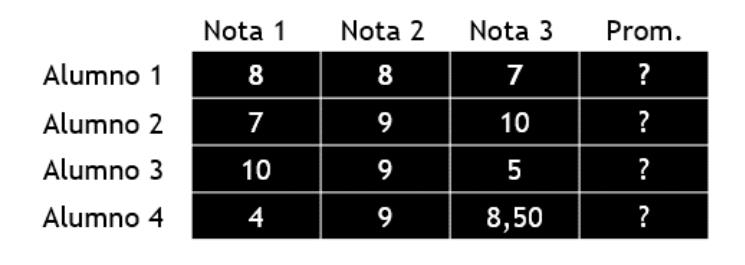 Nota 1 Nota 2 Nota 3 Prom.
Alumno 1 8 8 7 ?
Alumno 2 7 9 10 ?
Alumno 3 10 9 5 ?
Alumno 4 4 9 8,50 ?